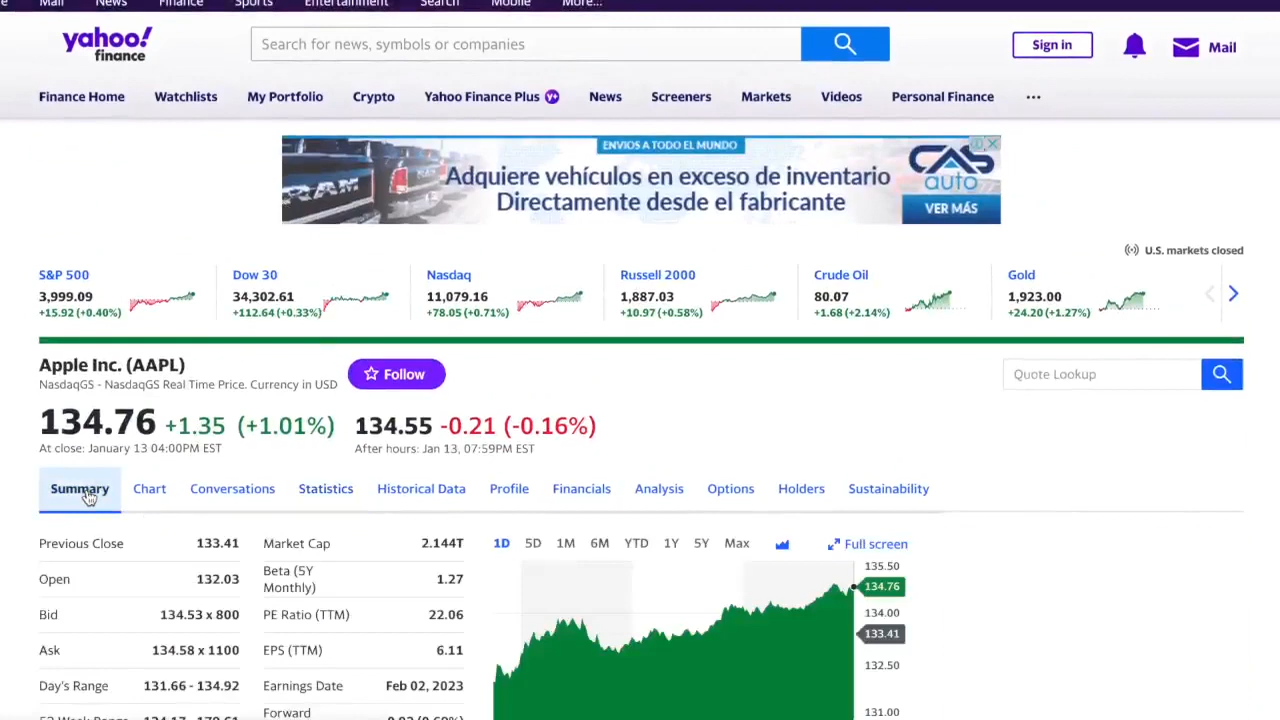 Mail News Finance Sports Entertainment Search Mobile More...
yahoo!
finance
Search for news, symbols or companies
Sign in
Mail
Finance Home Watchlists My Portfolio Crypto Yahoo Finance Plus News Screeners Markets Videos Personal Finance ...
ENVIOS A TODO EL MUNDO
RAM
Adquiere vehículos en exceso de inventario
Directamente desde el fabricante
CAS
auto
VER MÁS
U.S. markets closed
S&P 500 Dow 30 Nasdaq Russell 2000 Crude Oil Gold
3,999.09 34,302.61 11,079.16 1,887.03 80.07 1,923.00
+15.92 (+0.40%) +112.64 (+0.33%) +78.05 (+0.71%) +10.97 (+0.58%) +1.68 (+2.14%) +24.20 (+1.27%)
Apple Inc. (AAPL)
NasdaqGS - NasdaqGS Real Time Price. Currency in USD
Follow
Quote Lookup
134.76 +1.35 (+1.01%) 134.55 -0.21 (-0.16%)
At close: January 13 04:00PM EST After hours: Jan 13, 07:59PM EST
Summary Chart Conversations Statistics Historical Data Profile Financials Analysis Options Holders Sustainability
Previous Close 133.41
Open 132.03
Bid 134.53 x 800
Ask 134.58 x 1100
Day's Range 131.66 - 134.92
52 Week Range
Market Cap 2.144T
Beta (5Y
Monthly) 1.27
PE Ratio (TTM) 22.06
EPS (TTM) 6.11
Earnings Date Feb 02, 2023
Forward
1D 5D 1M 6M YTD 1Y 5Y Max Full screen
135.50
134.76
134.00
133.41
132.50
131.00